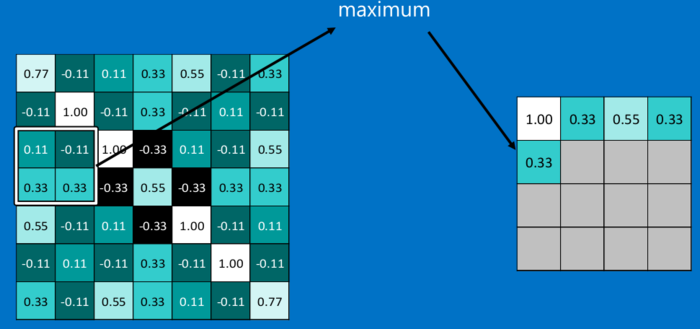 maximum
0.77 -0.11 0.11 0.33 0.55 -0.11 0.33
-0.11 1.00 -0.11 0.33 -0.11 0.11 -0.11
0.11 -0.11 1.00 -0.33 0.11 -0.11 0.55
0.33 0.33 -0.33 0.55 -0.33 0.33 0.33
0.55 -0.11 0.11 -0.33 1.00 -0.11 0.11
-0.11 0.11 -0.11 0.33 -0.11 1.00 -0.11
0.33 -0.11 0.55 0.33 0.11 -0.11 0.77
1.00 0.33 0.55 0.33
0.33